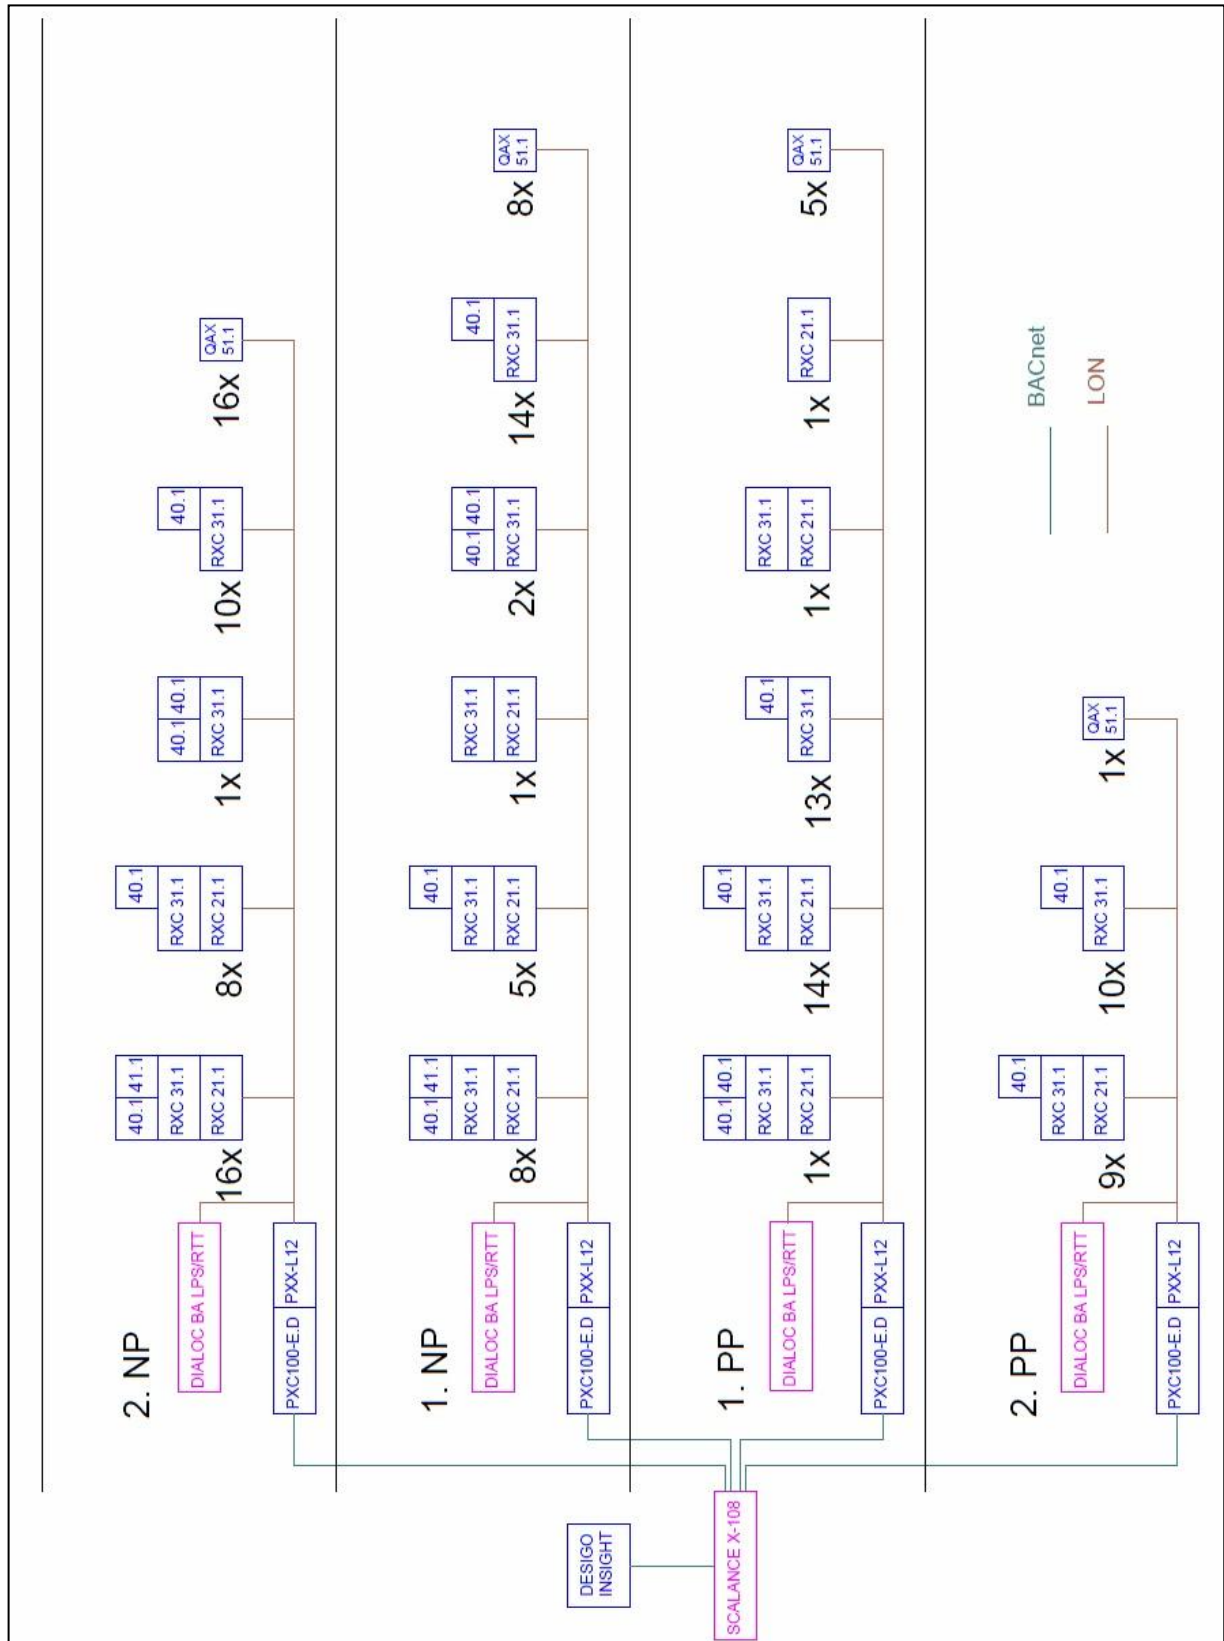 2. NP
DIALOC BA LPS/RTT
PXC100-E.D PXX-L12
40.1 41.1
RXC 31.1
RXC 21.1
16x
40.1
RXC 31.1
RXC 21.1
8x
40.1 40.1
RXC 31.1
1x
40.1
RXC 31.1
10x
QAX
51.1
16x
1. NP
DIALOC BA LPS/RTT
PXC100-E.D PXX-L12
40.1 41.1
RXC 31.1
RXC 21.1
8x
40.1
RXC 31.1
RXC 21.1
5x
RXC 31.1
RXC 21.1
1x
40.1 40.1
RXC 31.1
2x
40.1
RXC 31.1
14x
QAX
51.1
8x
DESIGO
INSIGHT
SCALANCE X-108
1. PP
DIALOC BA LPS/RTT
PXC100-E.D PXX-L12
40.1 40.1
RXC 31.1
RXC 21.1
1x
40.1
RXC 31.1
RXC 21.1
14x
40.1
RXC 31.1
13x
RXC 31.1
RXC 21.1
1x
RXC 21.1
1x
QAX
51.1
5x
2. PP
DIALOC BA LPS/RTT
PXC100-E.D PXX-L12
40.1
RXC 31.1
RXC 21.1
9x
40.1
RXC 31.1
10x
QAX
51.1
1x
BACnet
LON